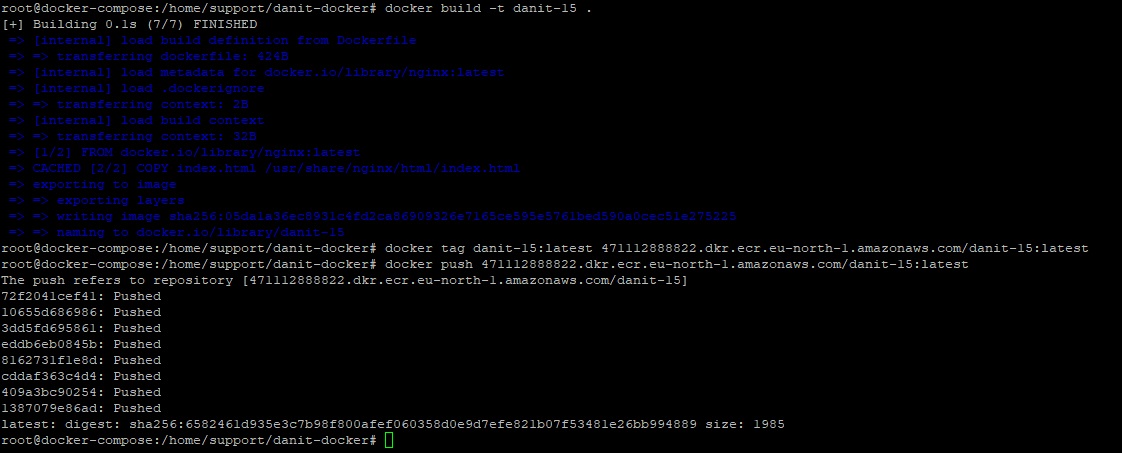 root@docker-compose:/home/support/danit-docker# docker build -t danit-15 .
[+] Building 0.1s (7/7) FINISHED
=> [internal] load build definition from Dockerfile
=> => transferring dockerfile: 424B
=> [internal] load metadata for docker.io/library/nginx:latest
=> [internal] load .dockerignore
=> => transferring context: 2B
=> [internal] load build context
=> => transferring context: 32B
=> [1/2] FROM docker.io/library/nginx:latest
=> CACHED [2/2] COPY index.html /usr/share/nginx/html/index.html
=> exporting to image
=> => exporting layers
=> => writing image sha256:05da1a36ec8931c4fd2ca86909326e7165ce595e5761bed590a0cec51e275225
=> => naming to docker.io/library/danit-15
root@docker-compose:/home/support/danit-docker# docker tag danit-15:latest 471112888822.dkr.ecr.eu-north-1.amazonaws.com/danit-15:latest
root@docker-compose:/home/support/danit-docker# docker push 471112888822.dkr.ecr.eu-north-1.amazonaws.com/danit-15:latest
The push refers to repository [471112888822.dkr.ecr.eu-north-1.amazonaws.com/danit-15]
72f2041cef41: Pushed
10655d686986: Pushed
3dd5fd695861: Pushed
eddb6eb0845b: Pushed
8162731f1e8d: Pushed
cddaf363c4d4: Pushed
409a3bc90254: Pushed
1387079e86ad: Pushed
latest: digest: sha256:6582461d935e3c7b98f800afef060358d0e9d7efe821b07f53481e26bb994889 size: 1985
root@docker-compose:/home/support/danit-docker#